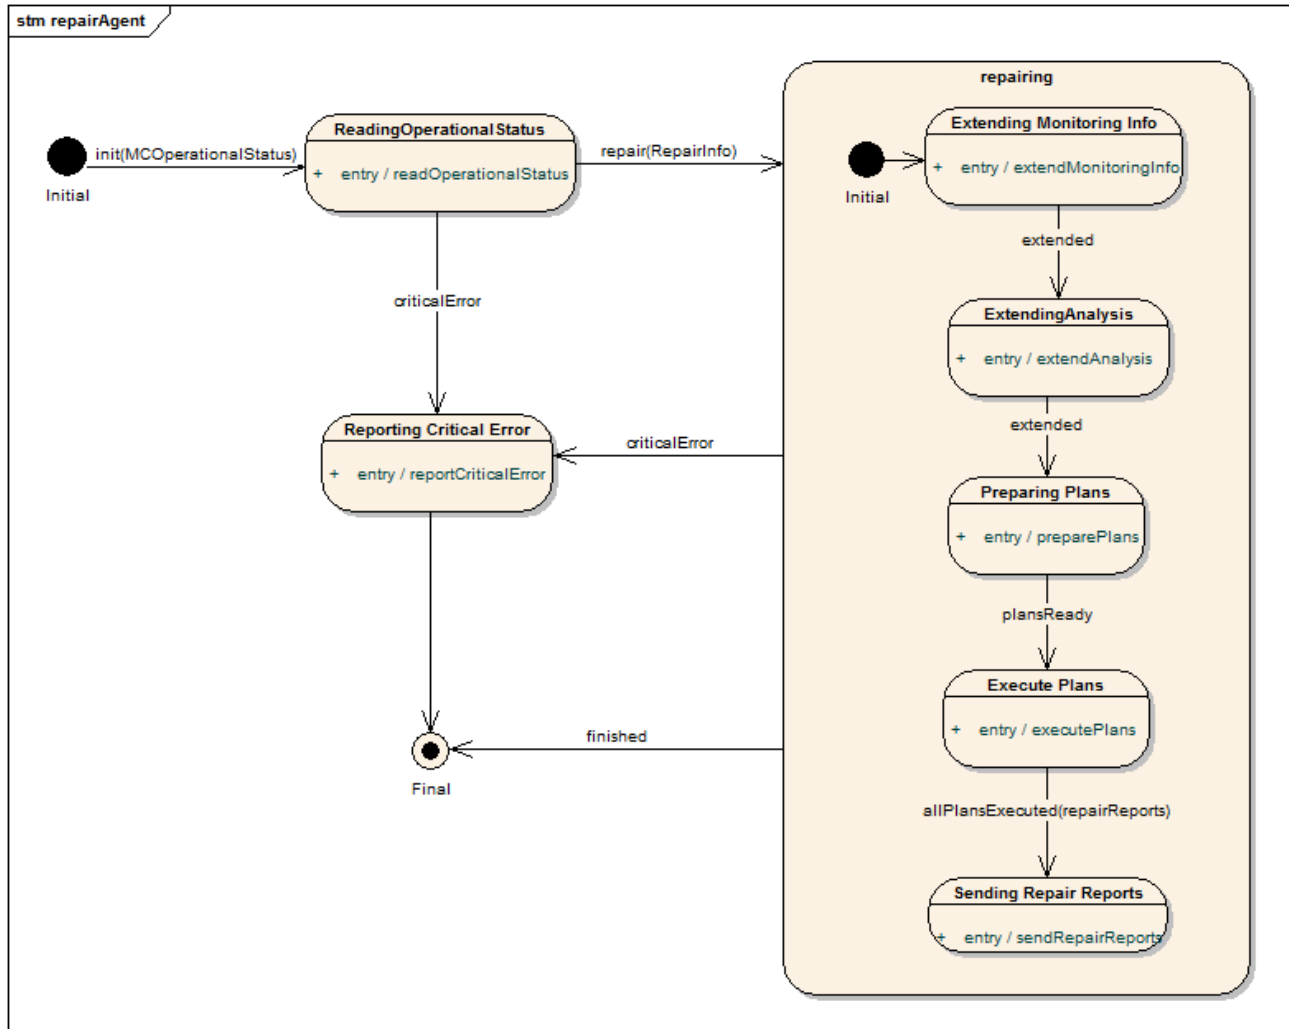 stm repairAgent
repairing
Initial
init(MCOperationalStatus)
ReadingOperationalStatus
+ entry / readOperationalStatus
repair(RepairInfo)
Initial
Extending Monitoring Info
+ entry / extendMonitoringInfo
extended
ExtendingAnalysis
+ entry / extendAnalysis
extended
criticalError
Reporting Critical Error
+ entry / reportCriticalError
criticalError
Preparing Plans
+ entry / preparePlans
plansReady
Execute Plans
+ entry / executePlans
finished
Final
allPlansExecuted(repairReports)
Sending Repair Reports
+ entry / sendRepairReports